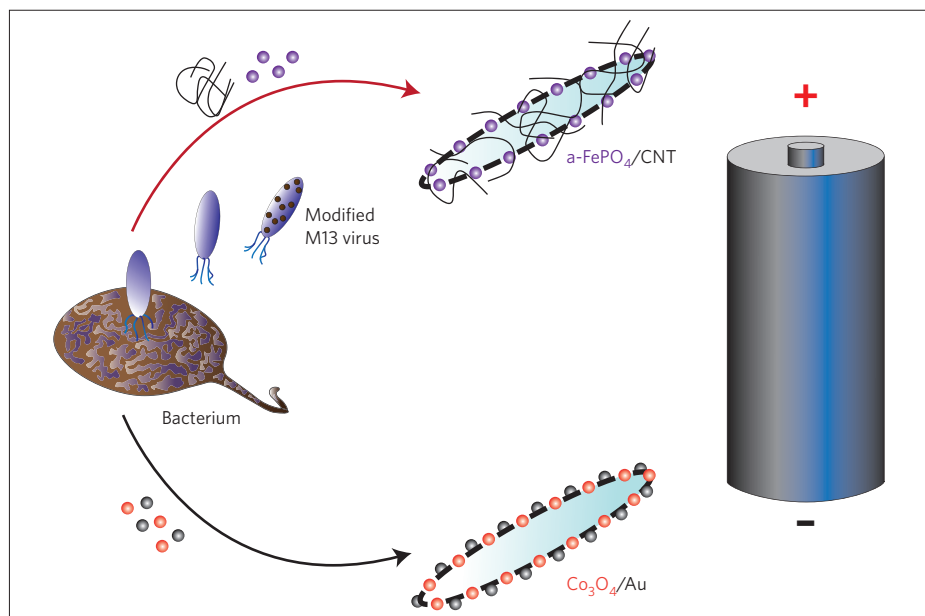 +
a-FePO₄/CNT
Modified
M13 virus
Bacterium
Co₃O₄/Au
–